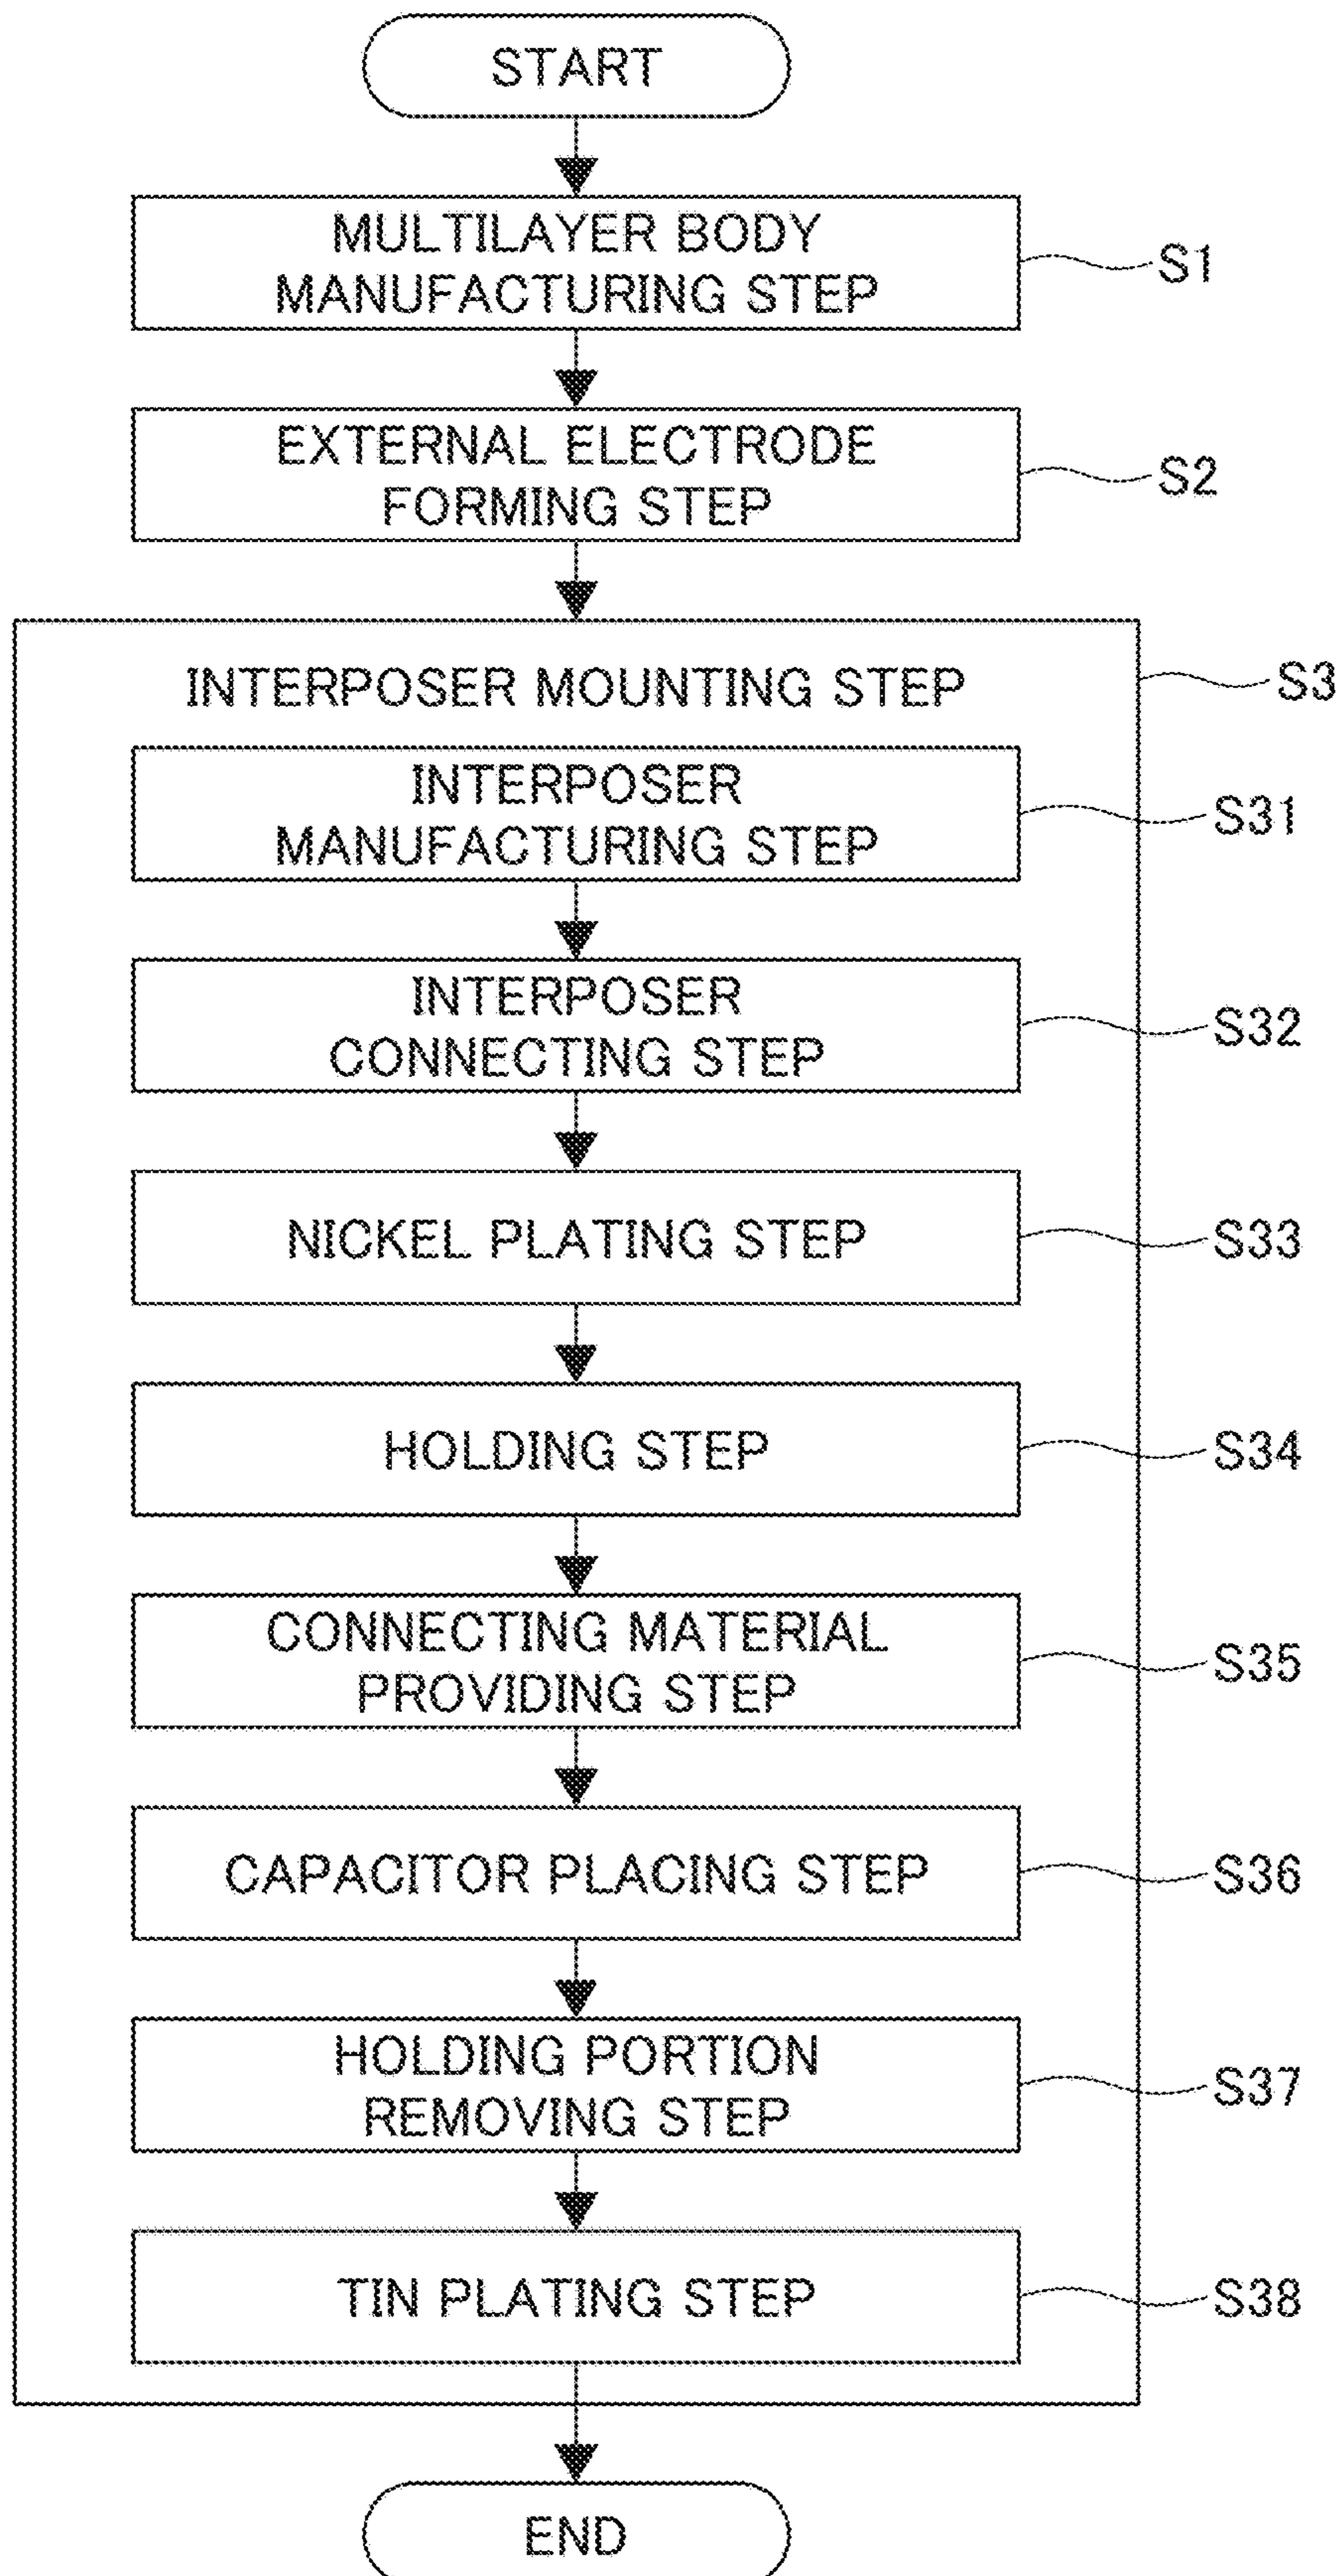 START
MULTILAYER BODY
MANUFACTURING STEP
S1
EXTERNAL ELECTRODE
FORMING STEP
S2
INTERPOSER MOUNTING STEP
S3
INTERPOSER
MANUFACTURING STEP
S31
INTERPOSER
CONNECTING STEP
S32
NICKEL PLATING STEP
S33
HOLDING STEP
S34
CONNECTING MATERIAL
PROVIDING STEP
S35
CAPACITOR PLACING STEP
S36
HOLDING PORTION
REMOVING STEP
S37
TIN PLATING STEP
S38
END